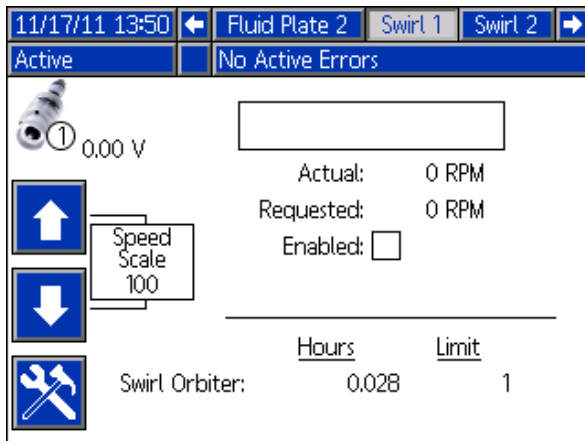 11/17/11 13:50 Fluid Plate 2 Swirl 1 Swirl 2
Active No Active Errors
1 0.00 V
Actual: 0 RPM
Requested: 0 RPM
Enabled:
Speed
Scale
100
Hours Limit
Swirl Orbiter: 0.028 1